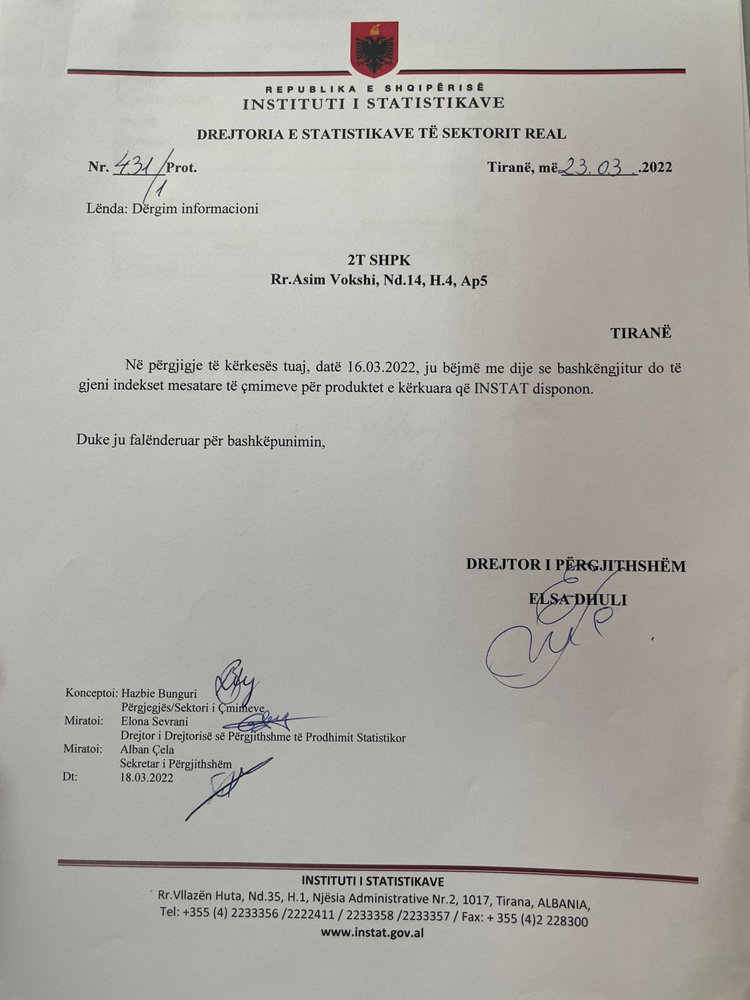 REPUBLIKA E SHQIPËRISË
INSTITUTI I STATISTIKAVE
DREJTORIA E STATISTIKAVE TË SEKTORIT REAL
Nr. 431/1 Prot. Tiranë, më 23.03.2022
Lënda: Dërgim informacioni
2T SHPK
Rr.Asim Vokshi, Nd.14, H.4, Ap5
TIRANË
Në përgjigje të kërkesës tuaj, datë 16.03.2022, ju bëjmë me dije se bashkëngjitur do të
gjeni indekset mesatare të çmimeve për produktet e kërkuara që INSTAT disponon.
Duke ju falënderuar për bashkëpunimin,
DREJTOR I PËRGJITHSHËM
ELSA DHULI
Konceptoi: Hazbie Bunguri
Përgjegjës/Sektori i Çmimeve
Miratoi: Elona Sevrani
Drejtor i Drejtorisë së Përgjithshme të Prodhimit Statistikor
Miratoi: Alban Çela
Sekretar i Përgjithshëm
Dt: 18.03.2022
INSTITUTI I STATISTIKAVE
Rr.Vllazën Huta, Nd.35, H.1, Njësia Administrative Nr.2, 1017, Tirana, ALBANIA,
Tel: +355 (4) 2233356 /2222411 / 2233358 /2233357 / Fax: + 355 (4)2 228300
www.instat.gov.al